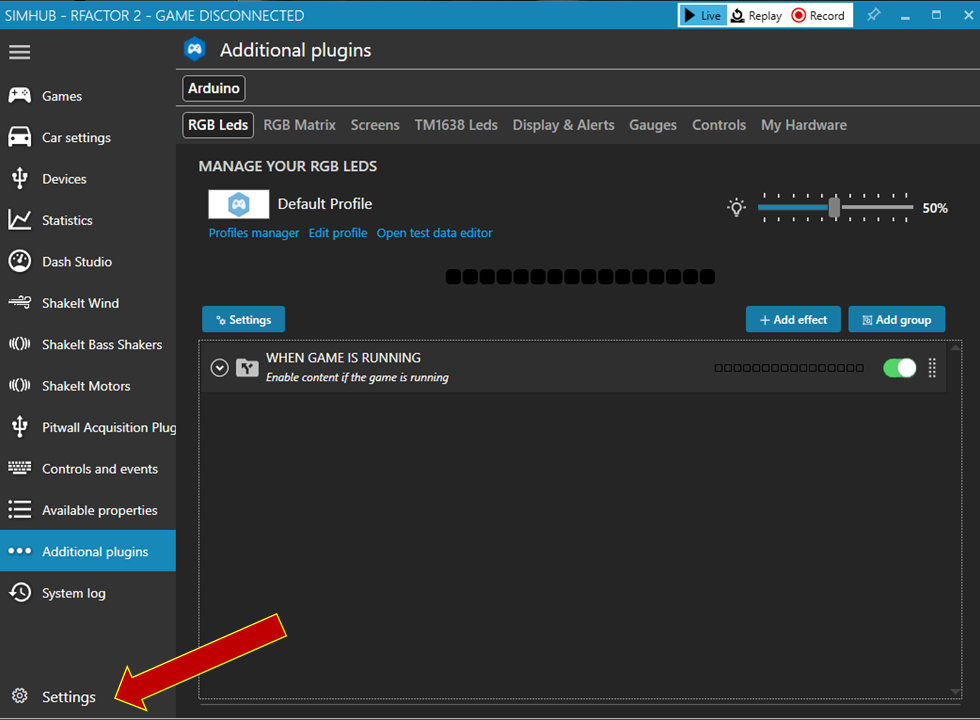 SIMHUB - RFACTOR 2 - GAME DISCONNECTED
Live Replay Record
Additional plugins
Arduino
RGB Leds RGB Matrix Screens TM1638 Leds Display & Alerts Gauges Controls My Hardware
Games
Car settings
Devices
Statistics
Dash Studio
ShakeIt Wind
ShakeIt Bass Shakers
ShakeIt Motors
Pitwall Acquisition Plug
Controls and events
Available properties
Additional plugins
System log
Settings
MANAGE YOUR RGB LEDS
Default Profile
Profiles manager Edit profile Open test data editor
50%
Settings
+ Add effect
Add group
WHEN GAME IS RUNNING
Enable content if the game is running